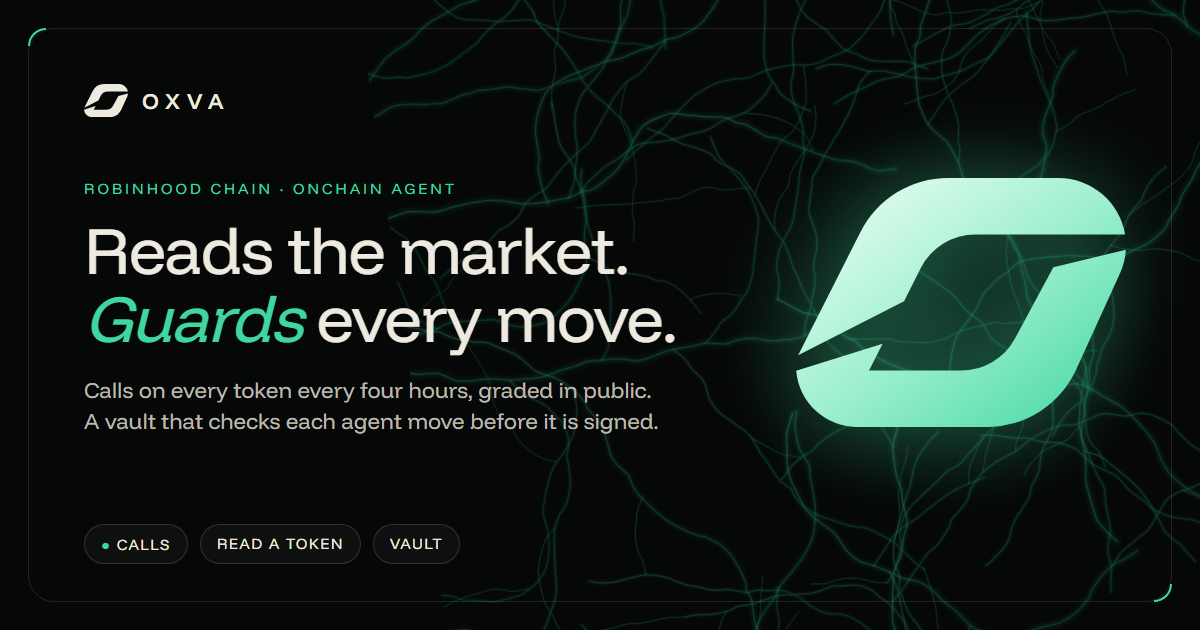 OXVA
ROBINHOOD CHAIN · ONCHAIN AGENT
Reads the market.
Guards every move.
Calls on every token every four hours, graded in public.
A vault that checks each agent move before it is signed.
CALLS
READ A TOKEN
VAULT